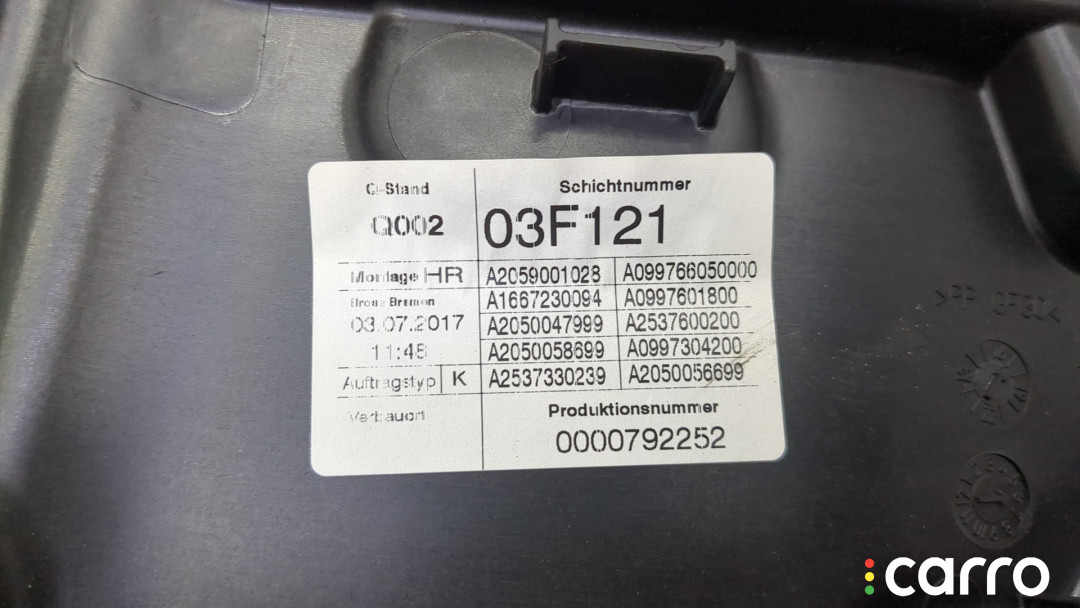 Q-Stand
Schichtnummer
Q002
03F121
Montage HR
A2059001028
A099766050000
Brose Bremen
A1667230094
A0997601800
03.07.2017
A2050047999
A2537600200
11:48
A2050058699
A0997304200
Auftragstyp K
A2537330239
A2050056699
Verbauort
Produktionsnummer
0000792252
carro